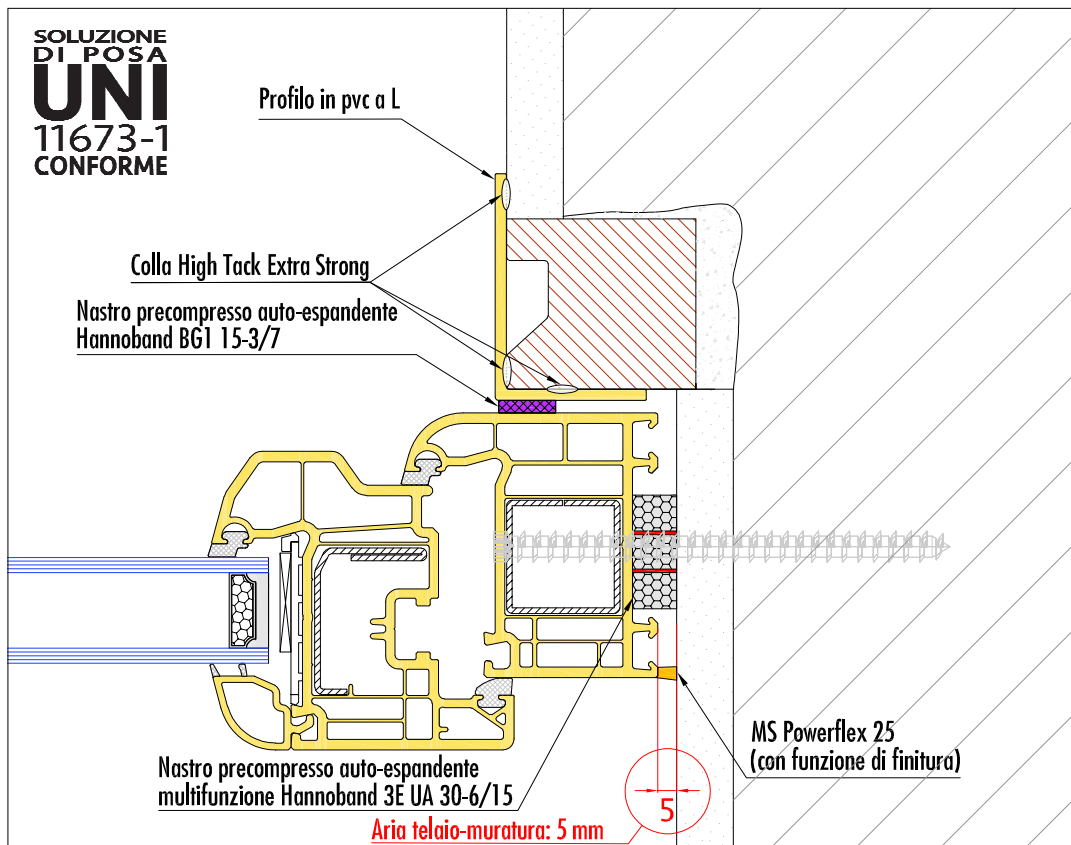 SOLUZIONE
DI POSA
UNI
11673-1
CONFORME
Profilo in pvc a L
Colla High Tack Extra Strong
Nastro precompresso auto-espandente
Hannoband BG1 15-3/7
MS Powerflex 25
(con funzione di finitura)
Nastro precompresso auto-espandente
multifunzione Hannoband 3E UA 30-6/15
5
Aria telaio-muratura: 5 mm